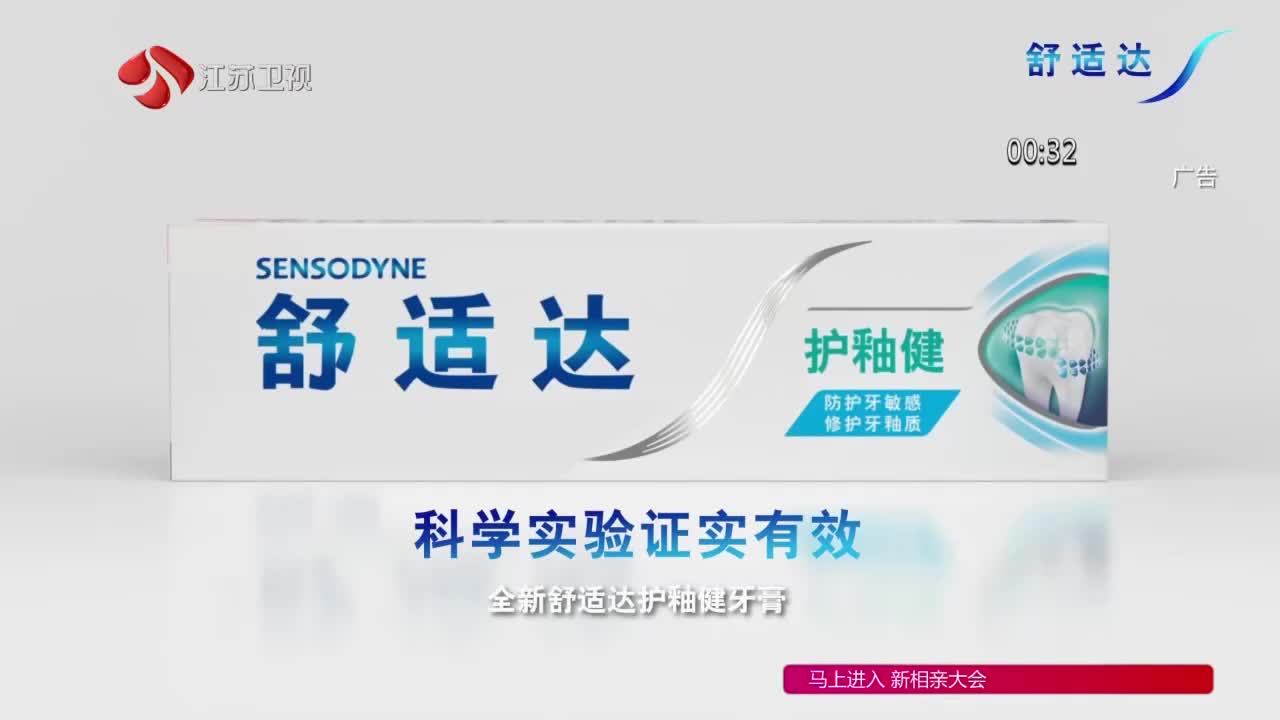 江苏卫视
舒适达
00:32
广告
SENSODYNE
舒适达
护釉健
防护牙敏感
修护牙釉质
科学实验证实有效
全新舒适达护釉健牙膏
马上进入 新相亲大会